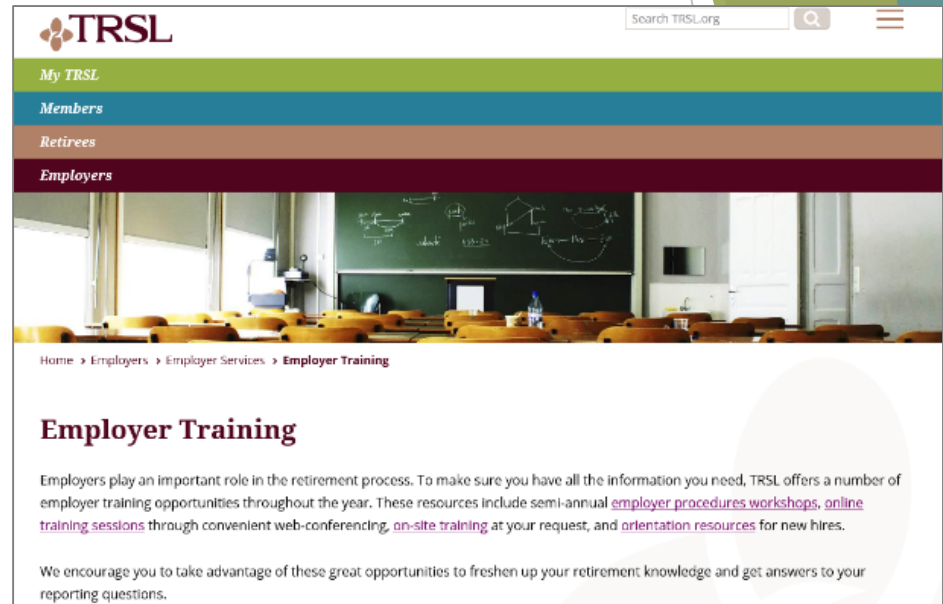 TRSL
Search TRSL.org
My TRSL
Members
Retirees
Employers
Home > Employers > Employer Services > Employer Training
Employer Training
Employers play an important role in the retirement process. To make sure you have all the information you need, TRSL offers a number of
employer training opportunities throughout the year. These resources include semi-annual employer procedures workshops, online
training sessions through convenient web-conferencing, on-site training at your request, and orientation resources for new hires.
We encourage you to take advantage of these great opportunities to freshen up your retirement knowledge and get answers to your
reporting questions.